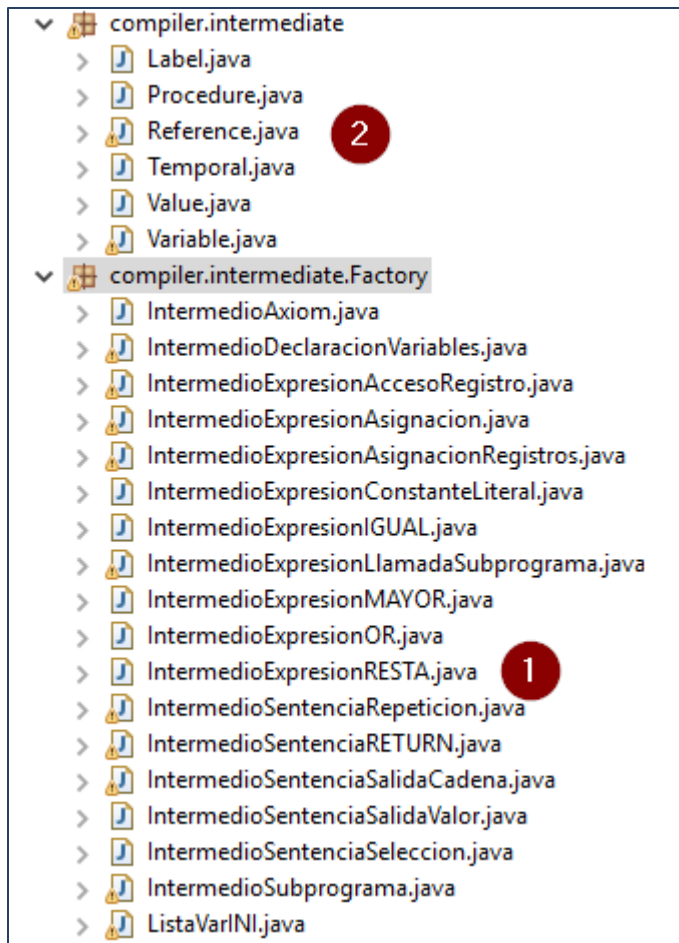 compiler.intermediate
Label.java
Procedure.java
Reference.java 2
Temporal.java
Value.java
Variable.java
compiler.intermediate.Factory
IntermedioAxiom.java
IntermedioDeclaracionVariables.java
IntermedioExpresionAccesoRegistro.java
IntermedioExpresionAsignacion.java
IntermedioExpresionAsignacionRegistros.java
IntermedioExpresionConstanteLiteral.java
IntermedioExpresionIGUAL.java
IntermedioExpresionLlamadaSubprograma.java
IntermedioExpresionMAYOR.java
IntermedioExpresionOR.java
IntermedioExpresionRESTA.java 1
IntermedioSentenciaRepeticion.java
IntermedioSentenciaRETURN.java
IntermedioSentenciaSalidaCadena.java
IntermedioSentenciaSalidaValor.java
IntermedioSentenciaSeleccion.java
IntermedioSubprograma.java
ListaVarINI.java